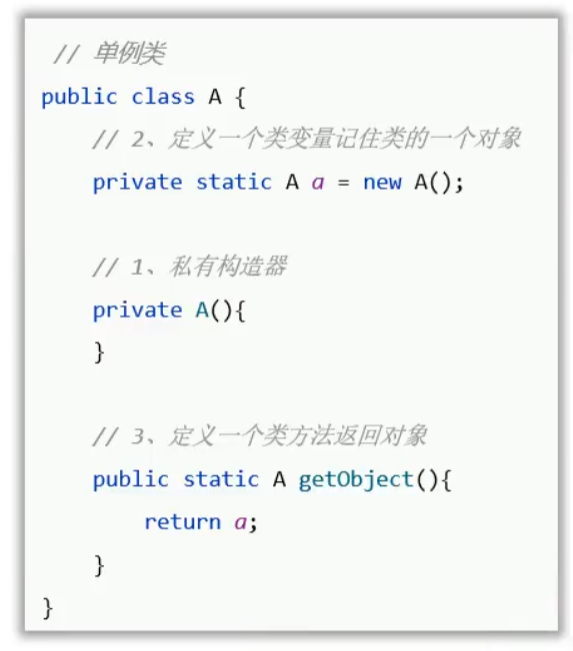 // 单例类
public class A {
// 2、定义一个类变量记住类的一个对象
private static A a = new A();
// 1、私有构造器
private A(){
}
// 3、定义一个类方法返回对象
public static A getObject(){
return a;
}
}